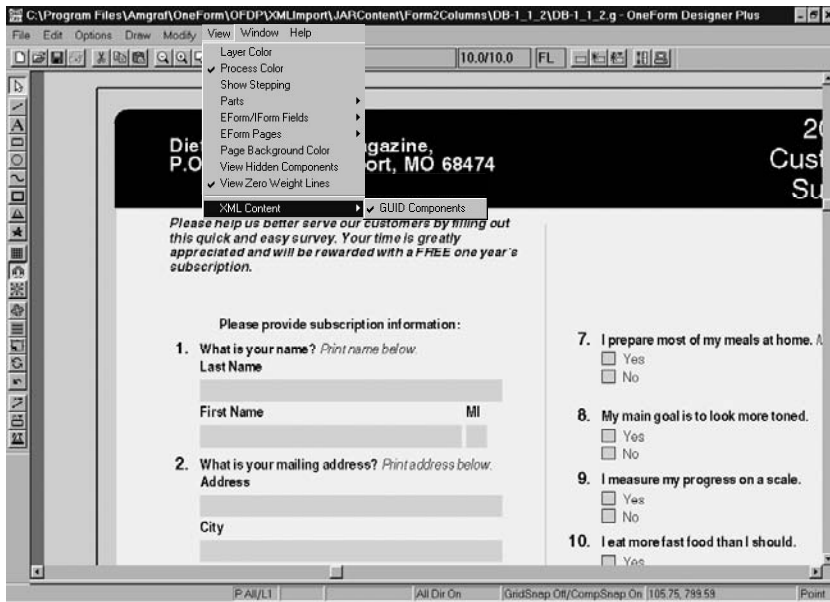 C:\Program Files\Amgraf\OneForm\OFDP\XMLImport\JARContent\Form2Columns\DB-1_1_2\DB-1_1_2.g - OneForm Designer Plus
File Edit Options Draw Modify View Window Help
10.0/10.0 FL
Layer Color
Process Color
Show Stepping
Parts
EForm/IForm Fields
EForm Pages
Page Background Color
View Hidden Components
View Zero Weight Lines
XML Content
GUID Components
Die gazine,
P.O ort, MO 68474
20
Cust
Su
Please help us better serve our customers by filling out
this quick and easy survey. Your time is greatly
appreciated and will be rewarded with a FREE one year's
subscription.
Please provide subscription information:
1. What is your name? Print name below.
Last Name
First Name MI
2. What is your mailing address? Print address below.
Address
City
7. I prepare most of my meals at home.
Yes
No
8. My main goal is to look more toned.
Yes
No
9. I measure my progress on a scale.
Yes
No
10. I eat more fast food than I should.
Yes
P All/L1 All Dir On GridSnap Off/CompSnap On 105.75, 799.59 Point